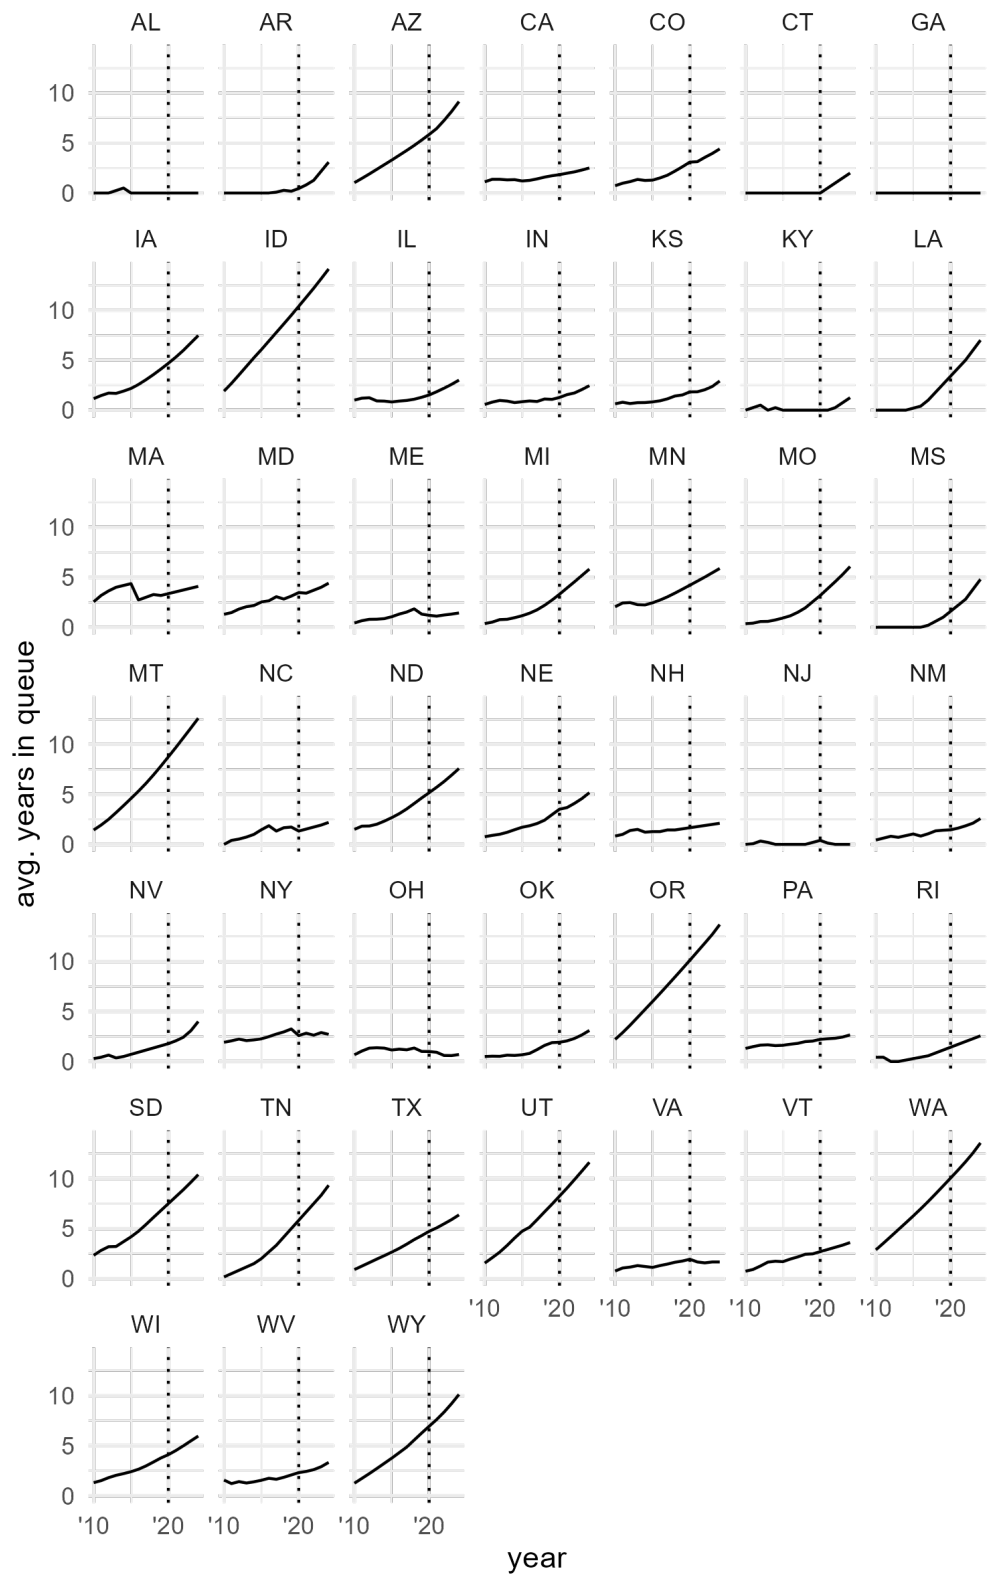 AL AR AZ CA CO CT GA
10
5
0
IA ID IL IN KS KY LA
10
5
0
MA MD ME MI MN MO MS
10
5
0
MT NC ND NE NH NJ NM
10
5
0
NV NY OH OK OR PA RI
10
5
0
SD TN TX UT VA VT WA
10
5
0
'10 '20 '10 '20 '10 '20 '10 '20
WI WV WY
10
5
0
'10 '20 '10 '20 '10 '20
avg. years in queue
year